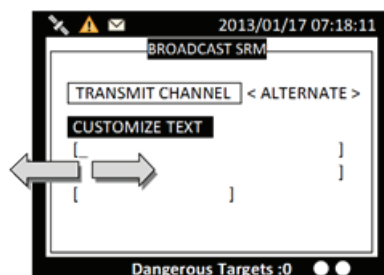 2013/01/17 07:18:11
BROADCAST SRM
TRANSMIT CHANNEL < ALTERNATE >
CUSTOMIZE TEXT
[_ ]
]
[ ]
Dangerous Targets :0